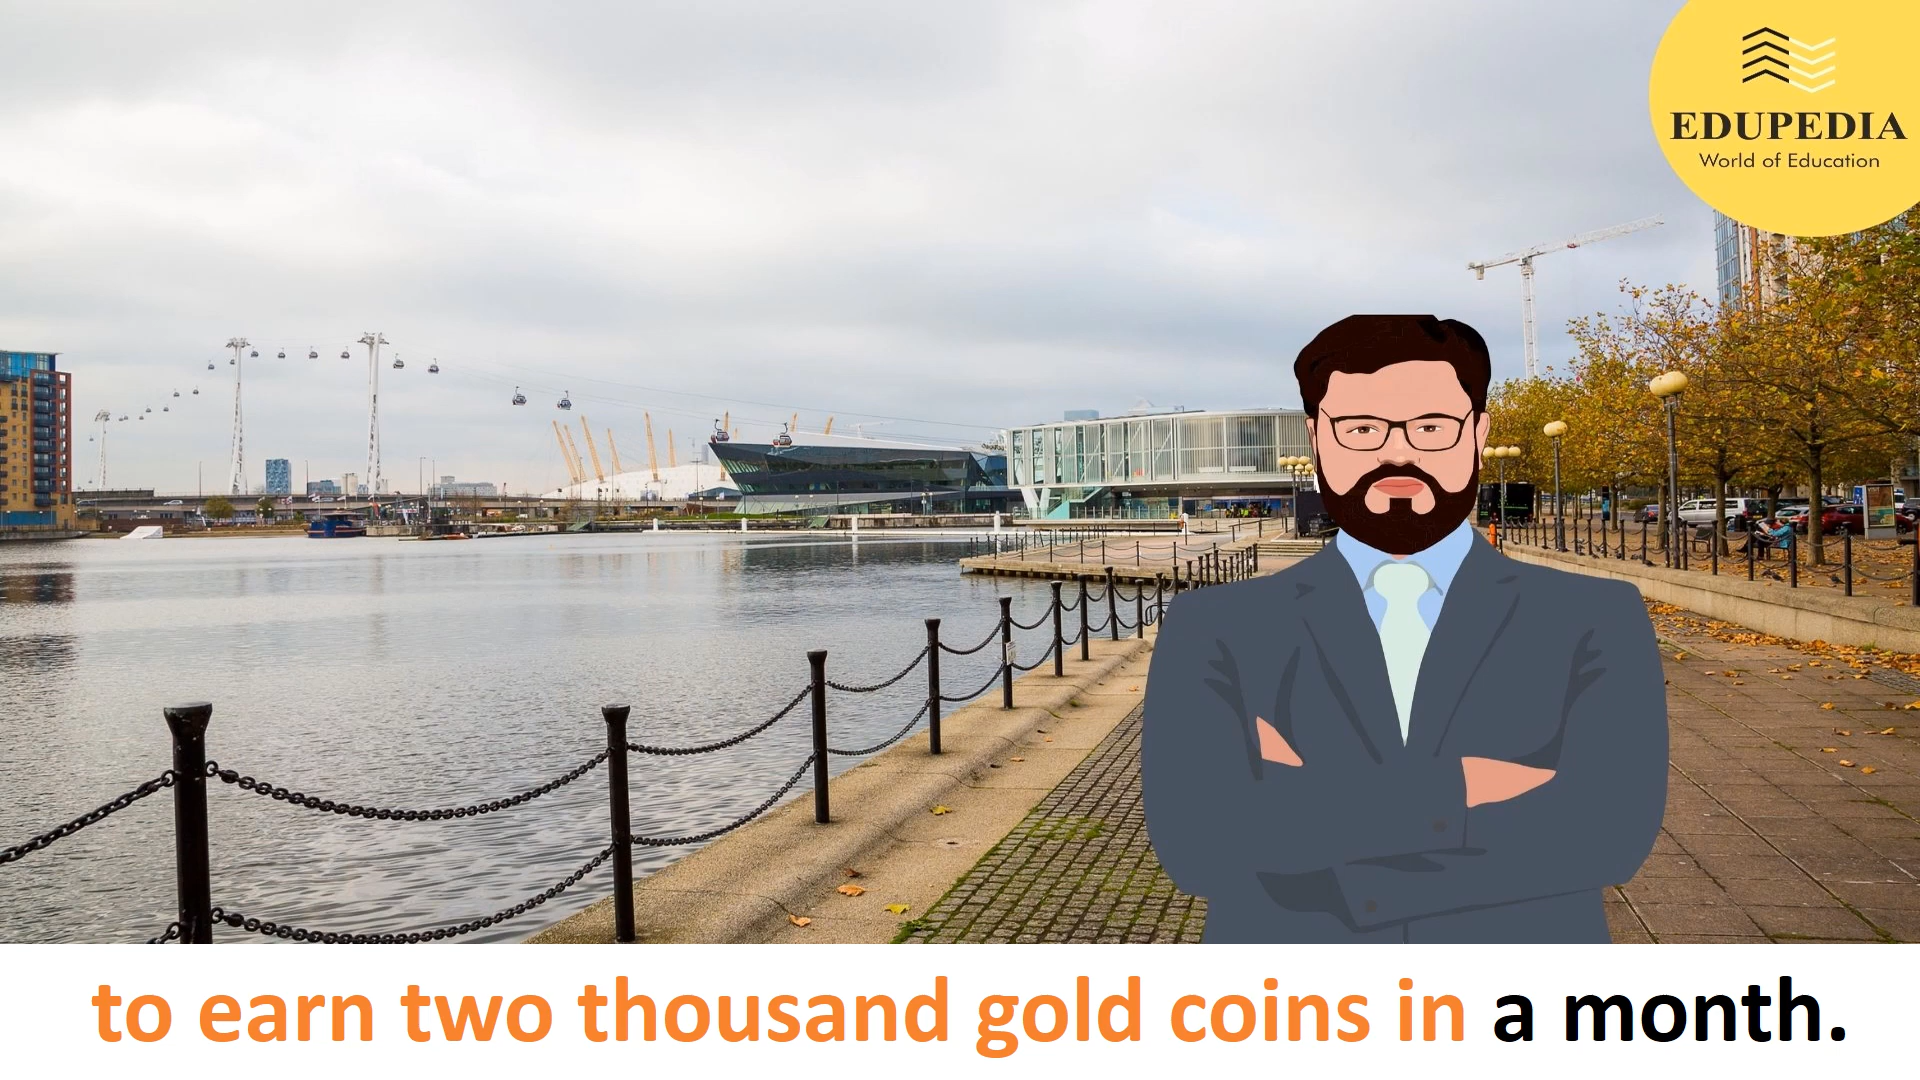 EDUPEDIA
World of Education
to earn two thousand gold coins in a month.